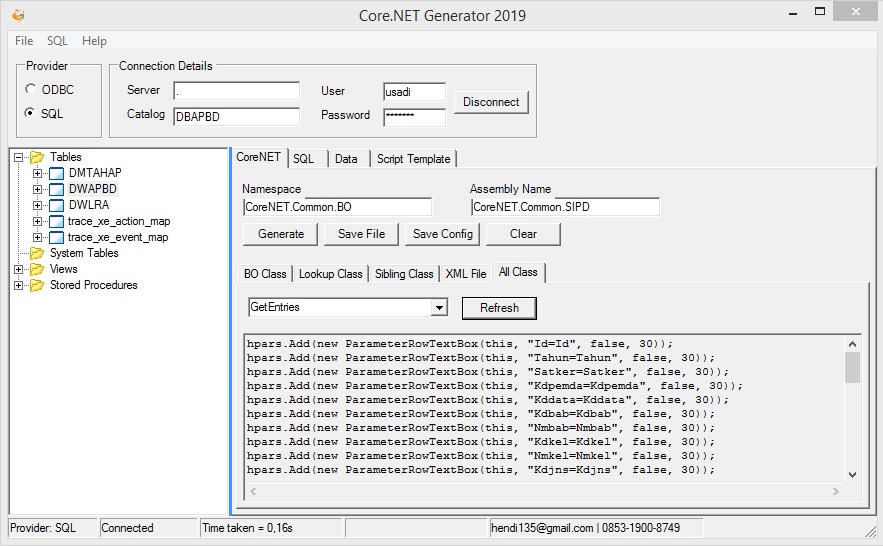 Core.NET Generator 2019
File SQL Help
Provider
ODBC
SQL
Connection Details
Server .
Catalog DBAPBD
User usadi
Password *******
Disconnect
Tables
DMTAHAP
DWAPBD
DWLRA
trace_xe_action_map
trace_xe_event_map
System Tables
Views
Stored Procedures
CoreNET SQL Data Script Template
Namespace
CoreNET.Common.BO
Assembly Name
CoreNET.Common.SIPD
Generate Save File Save Config Clear
BO Class Lookup Class Sibling Class XML File All Class
GetEntries
Refresh
hpars.Add(new ParameterRowTextBox(this, "Id=Id", false, 30));
hpars.Add(new ParameterRowTextBox(this, "Tahun=Tahun", false, 30));
hpars.Add(new ParameterRowTextBox(this, "Satker=Satker", false, 30));
hpars.Add(new ParameterRowTextBox(this, "Kdpemda=Kdpemda", false, 30));
hpars.Add(new ParameterRowTextBox(this, "Kddata=Kddata", false, 30));
hpars.Add(new ParameterRowTextBox(this, "Kdbab=Kdbab", false, 30));
hpars.Add(new ParameterRowTextBox(this, "Nmbab=Nmbab", false, 30));
hpars.Add(new ParameterRowTextBox(this, "Kdkel=Kdkel", false, 30));
hpars.Add(new ParameterRowTextBox(this, "Nmkel=Nmkel", false, 30));
hpars.Add(new ParameterRowTextBox(this, "Kdjns=Kdjns", false, 30));
Provider: SQL Connected Time taken = 0,16s hendi135@gmail.com | 0853-1900-8749